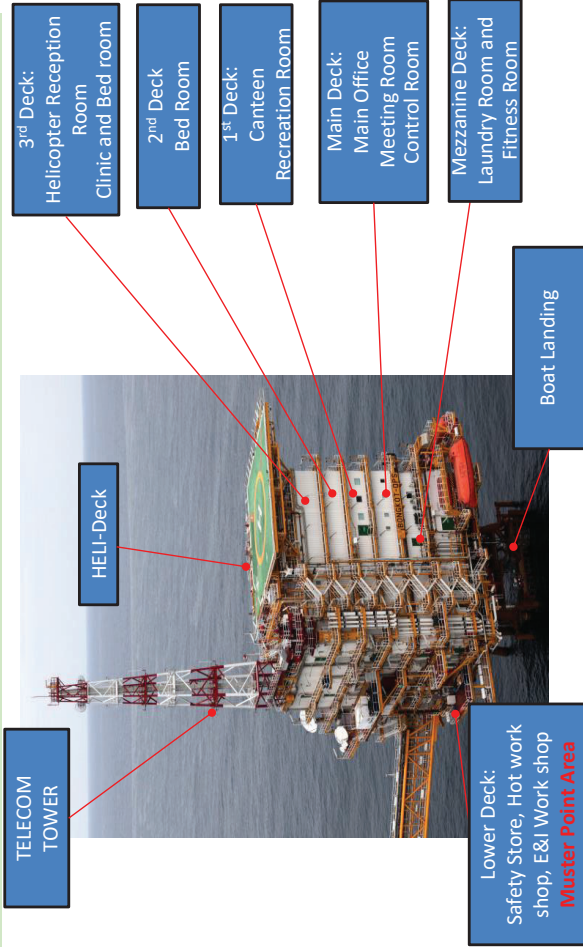 TELECOM
TOWER
HELI-Deck
3rd Deck:
Helicopter Reception
Room
Clinic and Bed room
2nd Deck
Bed Room
1st Deck:
Canteen
Recreation Room
Main Deck:
Main Office
Meeting Room
Control Room
Mezzanine Deck:
Laundry Room and
Fitness Room
Boat Landing
Lower Deck:
Safety Store, Hot work
shop, E&I Work shop
Muster Point Area